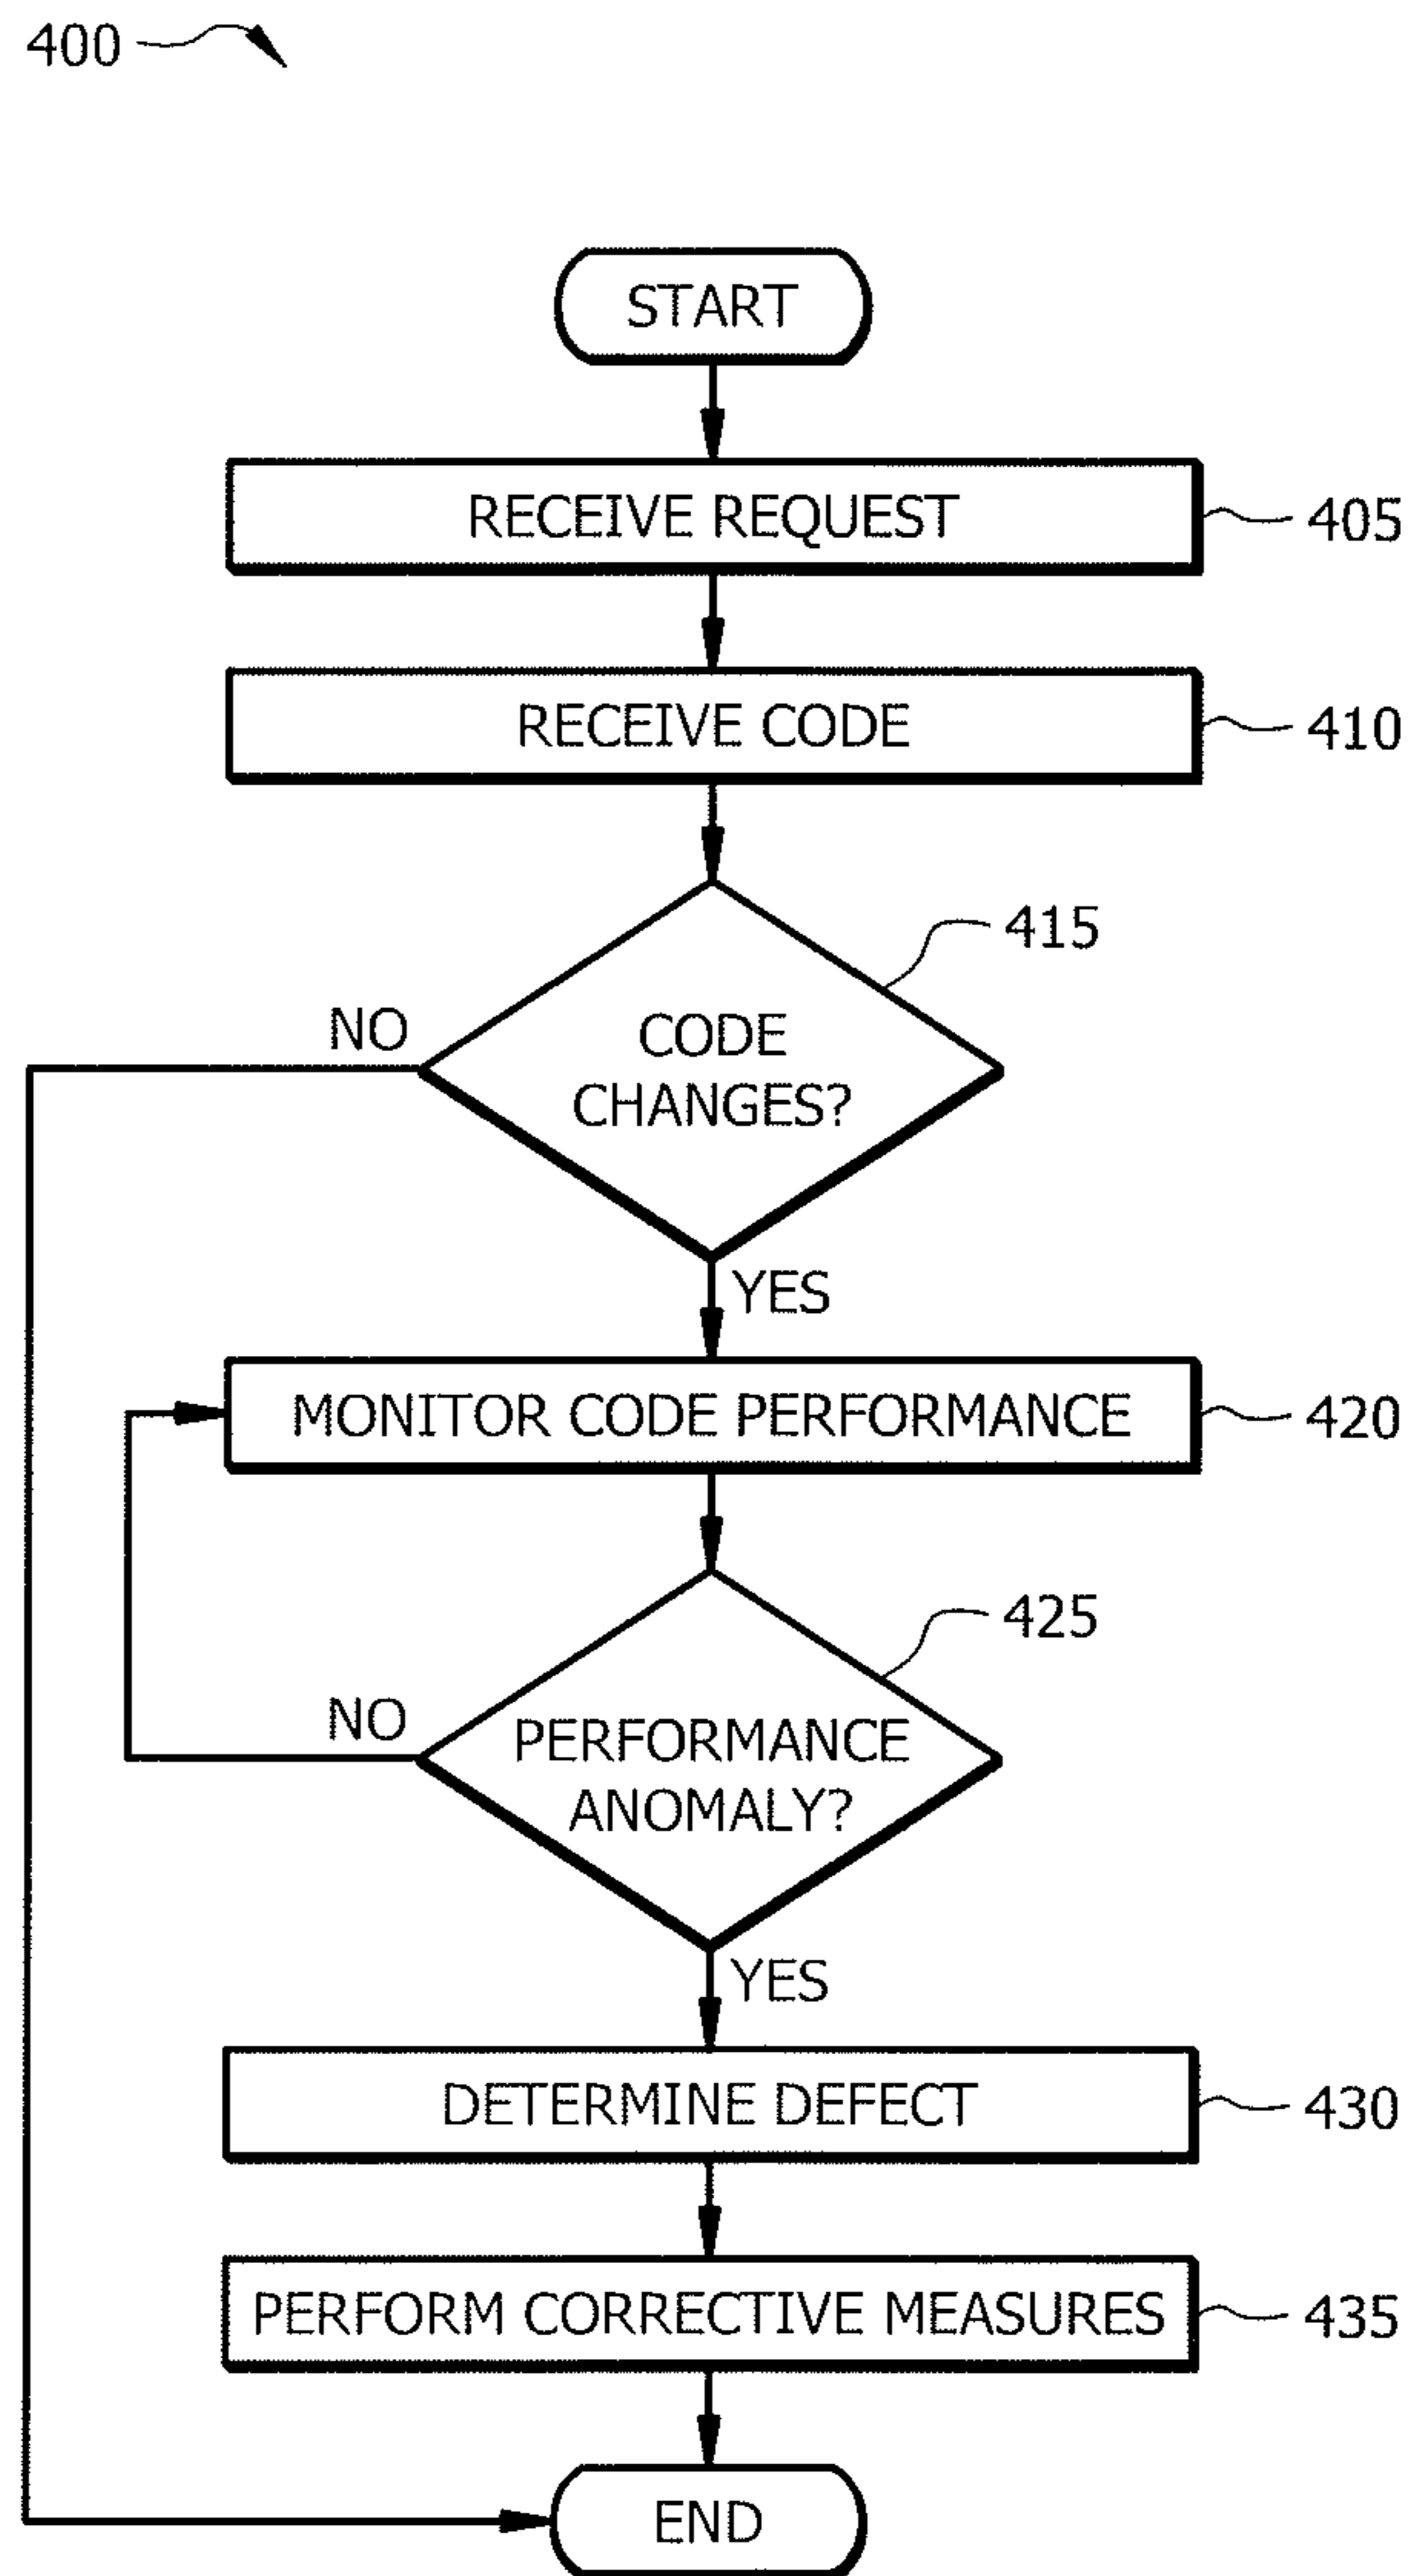 400
START
RECEIVE REQUEST
405
RECEIVE CODE
410
415
CODE
CHANGES?
NO
YES
MONITOR CODE PERFORMANCE
420
425
PERFORMANCE
ANOMALY?
NO
YES
DETERMINE DEFECT
430
PERFORM CORRECTIVE MEASURES
435
END